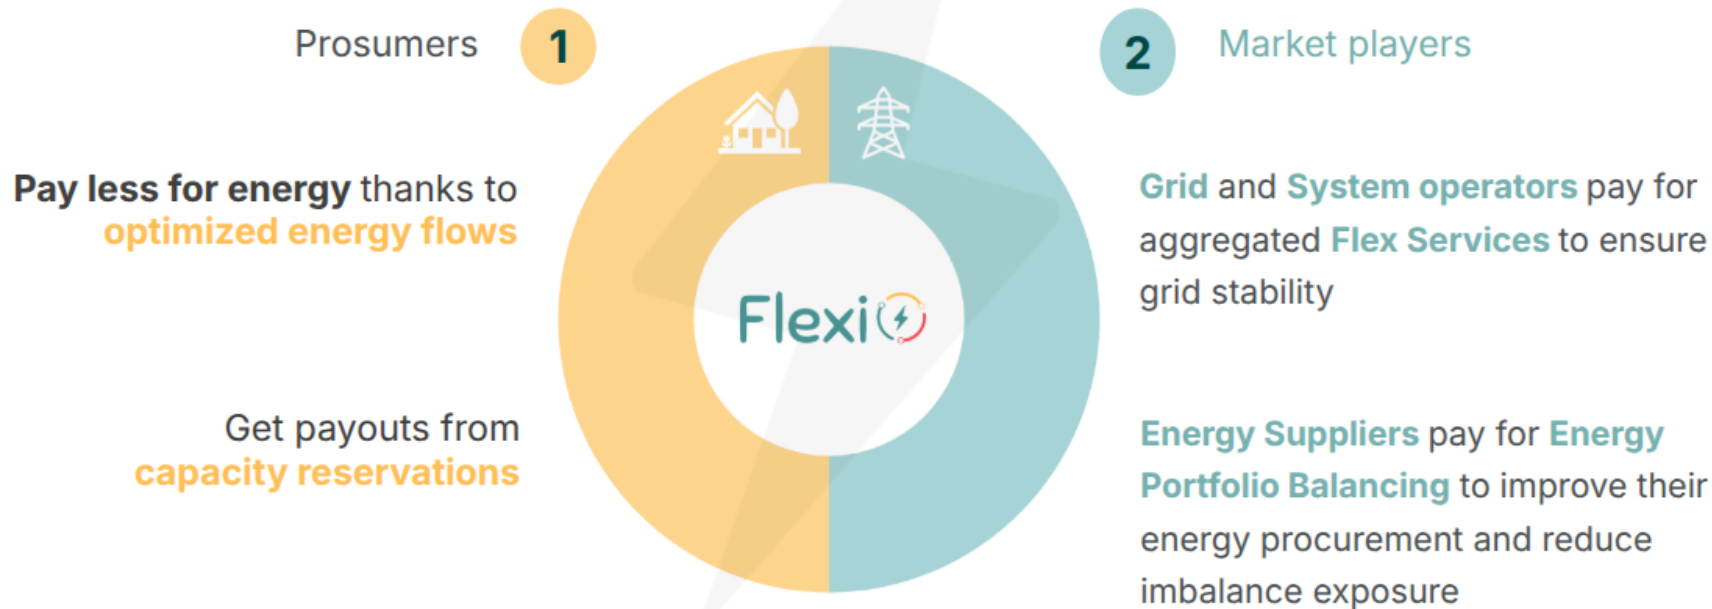 Prosumers
1
Pay less for energy thanks to
optimized energy flows
Get payouts from
capacity reservations
Flexi
2
Market players
Grid and System operators pay for
aggregated Flex Services to ensure
grid stability
Energy Suppliers pay for Energy
Portfolio Balancing to improve their
energy procurement and reduce
imbalance exposure